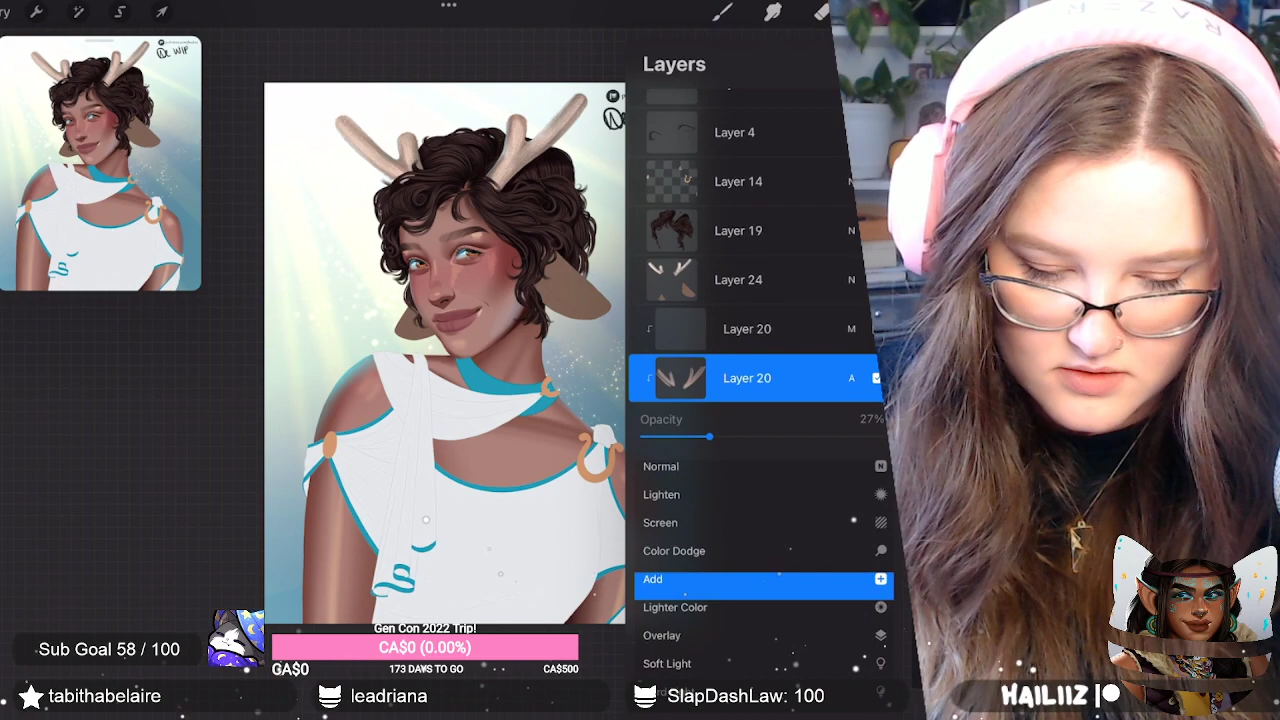 ry
S
WIP
Layers
Layer 4
Layer 14
N
Layer 19
N
Layer 24
N
Layer 20
M
Layer 20
A
Opacity
27%
Normal
N
Lighten
Screen
Color Dodge
Add
Lighter Color
Overlay
Soft Light
RAZER
Gen Con 2022 Trip!
CA$0 (0.00%)
CA$0
173 DAYS TO GO
CA$500
Sub Goal 58 / 100
tabithabelaire
leadriana
SlapDashLaw: 100
HAILIIZ